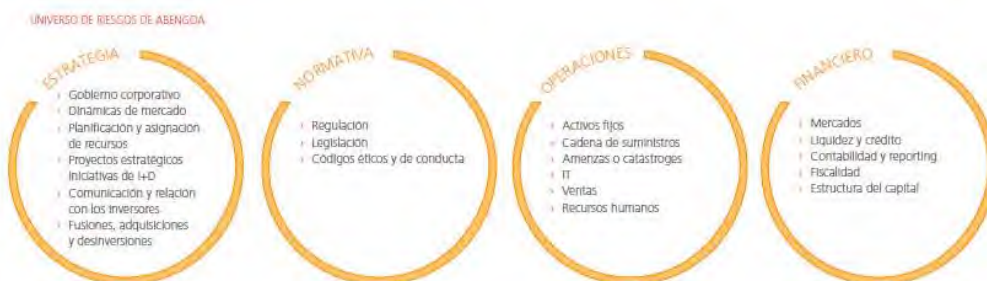 UNIVERSO DE RIESGOS DE ABENGOA
ESTRATEGIA
Gobierno corporativo
Dinámicas de mercado
Planificación y asignación
de recursos
Proyectos estratégicos
Iniciativas de I+D
Comunicación y relación
con los inversores
Fusiones, adquisiciones
y desinversiones
NORMATIVA
Regulación
Legislación
Códigos éticos y de conducta
OPERACIONES
Activos fijos
Cadena de suministros
Amenzas o catástroges
IT
Ventas
Recursos humanos
FINANCIERO
Mercados
Liquidez y crédito
Contabilidad y reporting
Fiscalidad
Estructura del capital